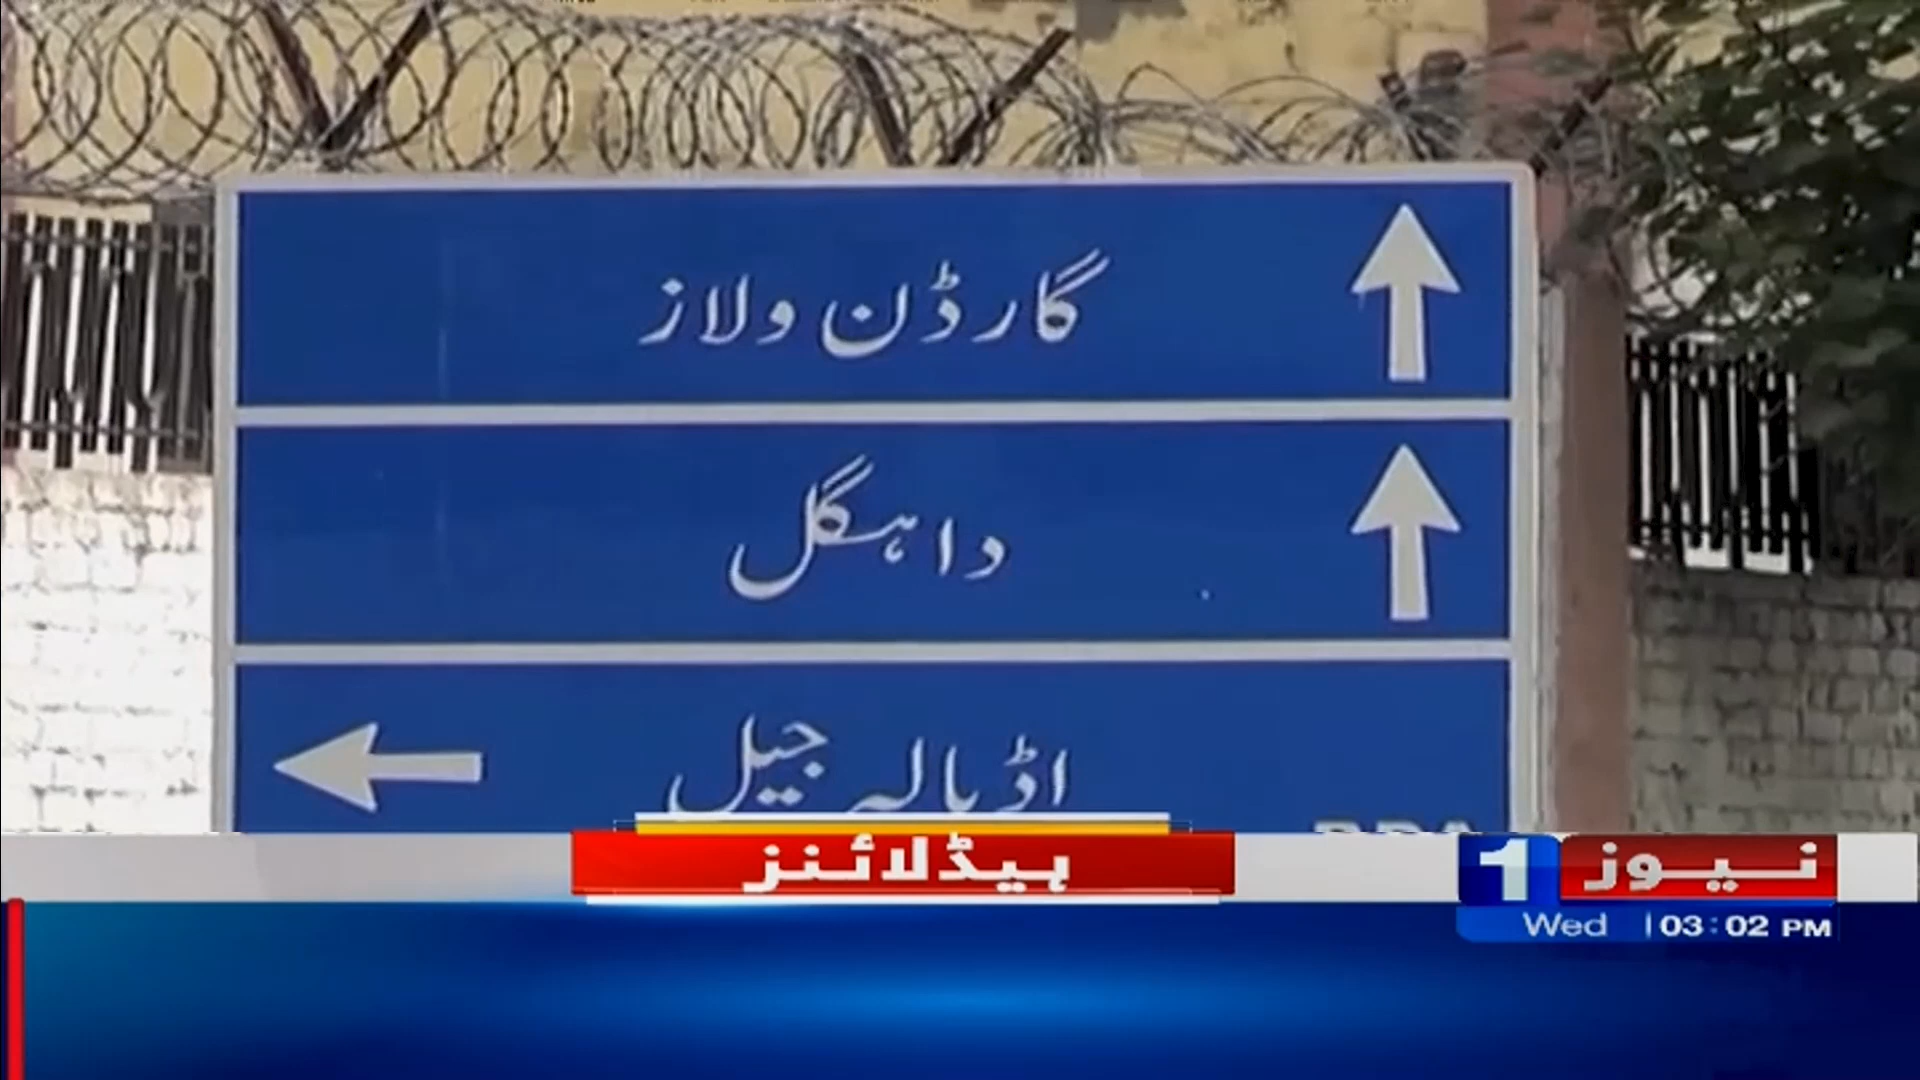 گارڈن ولاز
داہگل
اڈیالہ جیل
ہیڈلائنز
1 نیوز
Wed 03:02 PM